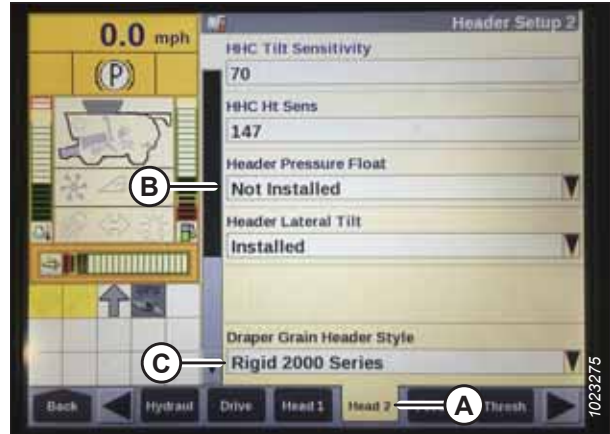 0.0 mph
Header Setup 2
(P)
HHC Tilt Sensitivity
70
HHC Ht Sens
147
Header Pressure Float
B
Not Installed
Header Lateral Tilt
Installed
Draper Grain Header Style
C
Rigid 2000 Series
Back
Hydraul
Drive
Head 1
Head 2
A
Thresh
1023275